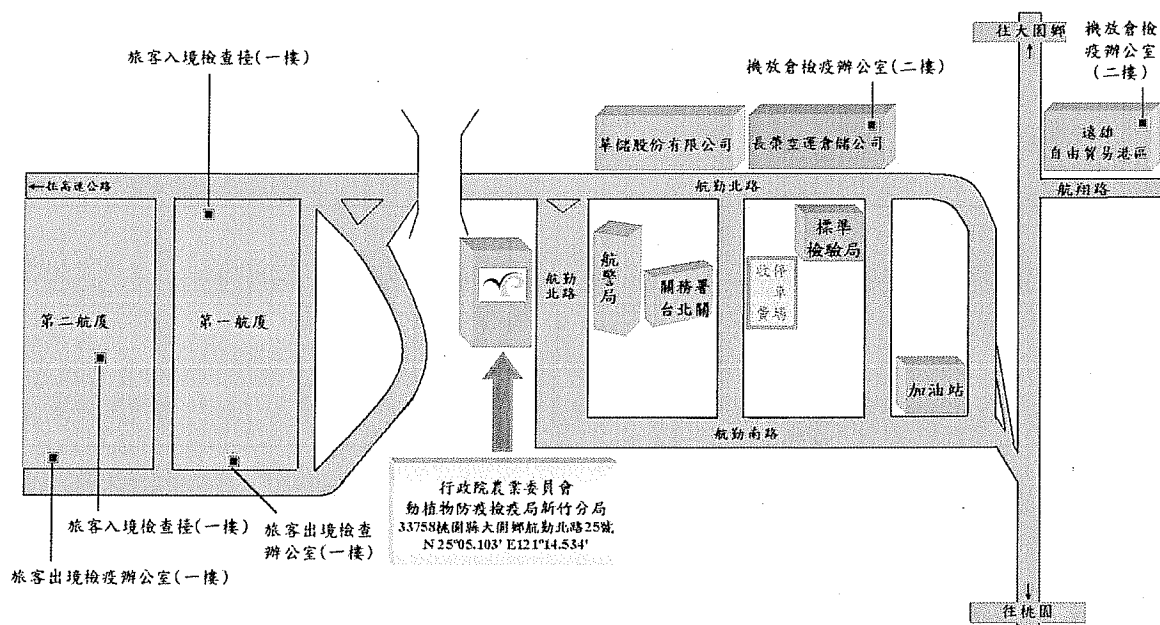 往大園鄉
機放倉檢
疫辦公室
(二樓)
旅客入境檢查檯(一樓)
機放倉檢疫辦公室(二樓)
華儲股份有限公司
長榮空運倉儲公司
遠雄
自由貿易港區
←往高速公路
航勤北路
航翔路
標準
檢驗局
航警局
航勤
北路
關務署
台北關
收費
停車場
第二航廈
第一航廈
加油站
航勤南路
行政院農業委員會
動植物防疫檢疫局新竹分局
33758桃園縣大園鄉航勤北路25號
N 25°05.103' E121°14.534'
旅客入境檢查檯(一樓)
旅客出境檢查
辦公室(一樓)
旅客出境檢疫辦公室(一樓)
往桃園